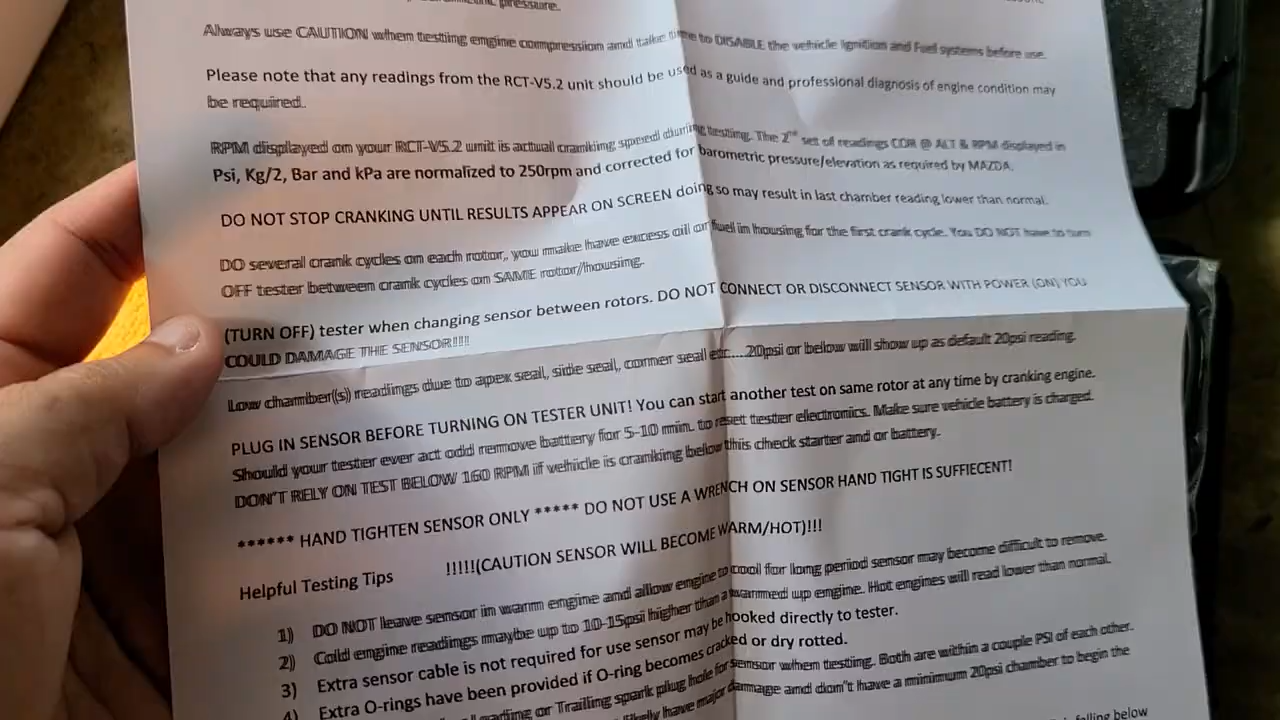 pressure.
Always use CAUTION when testing engine compression and take time to DISABLE the vehicle Ignition and Fuel systems before use.
Please note that any readings from the RCT-V5.2 unit should be used as a guide and professional diagnosis of engine condition may
be required.
RPM displayed on your RCT-V5.2 unit is actual cranking speed during testing. The 2nd set of readings COR @ ALT & RPM displayed in
Psi, Kg/2, Bar and kPa are normalized to 250rpm and corrected for barometric pressure/elevation as required by MAZDA.
DO NOT STOP CRANKING UNTIL RESULTS APPEAR ON SCREEN doing so may result in last chamber reading lower than normal.
DO several crank cycles on each rotor, you make have excess oil or fuel in housing for the first crank cycle. You DO NOT have to turn
OFF tester between crank cycles on SAME rotor/housing.
(TURN OFF) tester when changing sensor between rotors. DO NOT CONNECT OR DISCONNECT SENSOR WITH POWER (ON) YOU
COULD DAMAGE THE SENSOR!!!!
Low chamber(s) readings due to apex seal, side seal, corner seal etc....20psi or below will show up as default 20psi reading.
PLUG IN SENSOR BEFORE TURNING ON TESTER UNIT! You can start another test on same rotor at any time by cranking engine.
Should your tester ever act odd remove battery for 5-10 min. to reset tester electronics. Make sure vehicle battery is charged.
DON'T RELY ON TEST BELOW 160 RPM if vehicle is cranking below this check starter and or battery.
****** HAND TIGHTEN SENSOR ONLY ***** DO NOT USE A WRENCH ON SENSOR HAND TIGHT IS SUFFIECENT!
!!!!!(CAUTION SENSOR WILL BECOME WARM/HOT)!!!
Helpful Testing Tips
1) DO NOT leave sensor in warm engine and allow engine to cool for long period sensor may become difficult to remove.
2) Cold engine readings maybe up to 10-15psi higher than a warmed up engine. Hot engines will read lower than normal.
3) Extra sensor cable is not required for use sensor may be hooked directly to tester.
4) Extra O-rings have been provided if O-ring becomes cracked or dry rotted.
Leading or Trailing spark plug hole for sensor when testing. Both are within a couple PSI of each other.
likely have major damage and don't have a minimum 20psi chamber to begin the
falling below